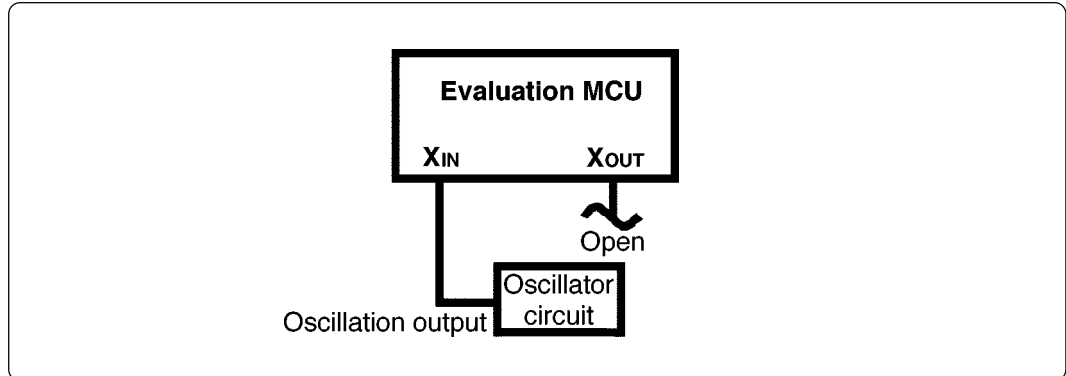 Evaluation MCU
XIN XOUT
Open
Oscillator
circuit
Oscillation output